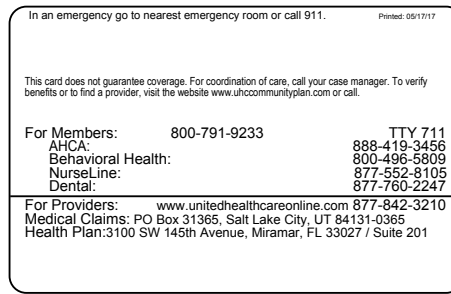 In an emergency go to nearest emergency room or call 911. Printed: 05/17/17
This card does not guarantee coverage. For coordination of care, call your case manager. To verify
benefits or to find a provider, visit the website www.uhccommunityplan.com or call.
For Members: 800-791-9233 TTY 711
AHCA: 888-419-3456
Behavioral Health: 800-496-5809
NurseLine: 877-552-8105
Dental: 877-760-2247
For Providers: www.unitedhealthcareonline.com 877-842-3210
Medical Claims: PO Box 31365, Salt Lake City, UT 84131-0365
Health Plan:3100 SW 145th Avenue, Miramar, FL 33027 / Suite 201